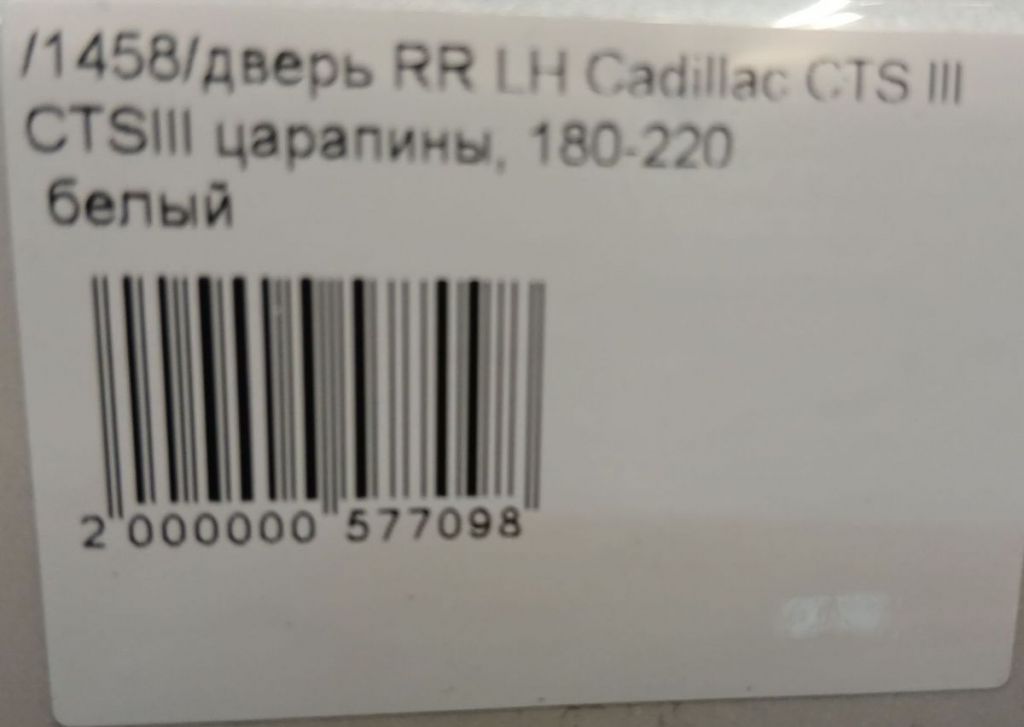 /1458/дверь RR LH Cadillac CTS III
CTSIII царапины, 180-220
белый
2 000000 577098